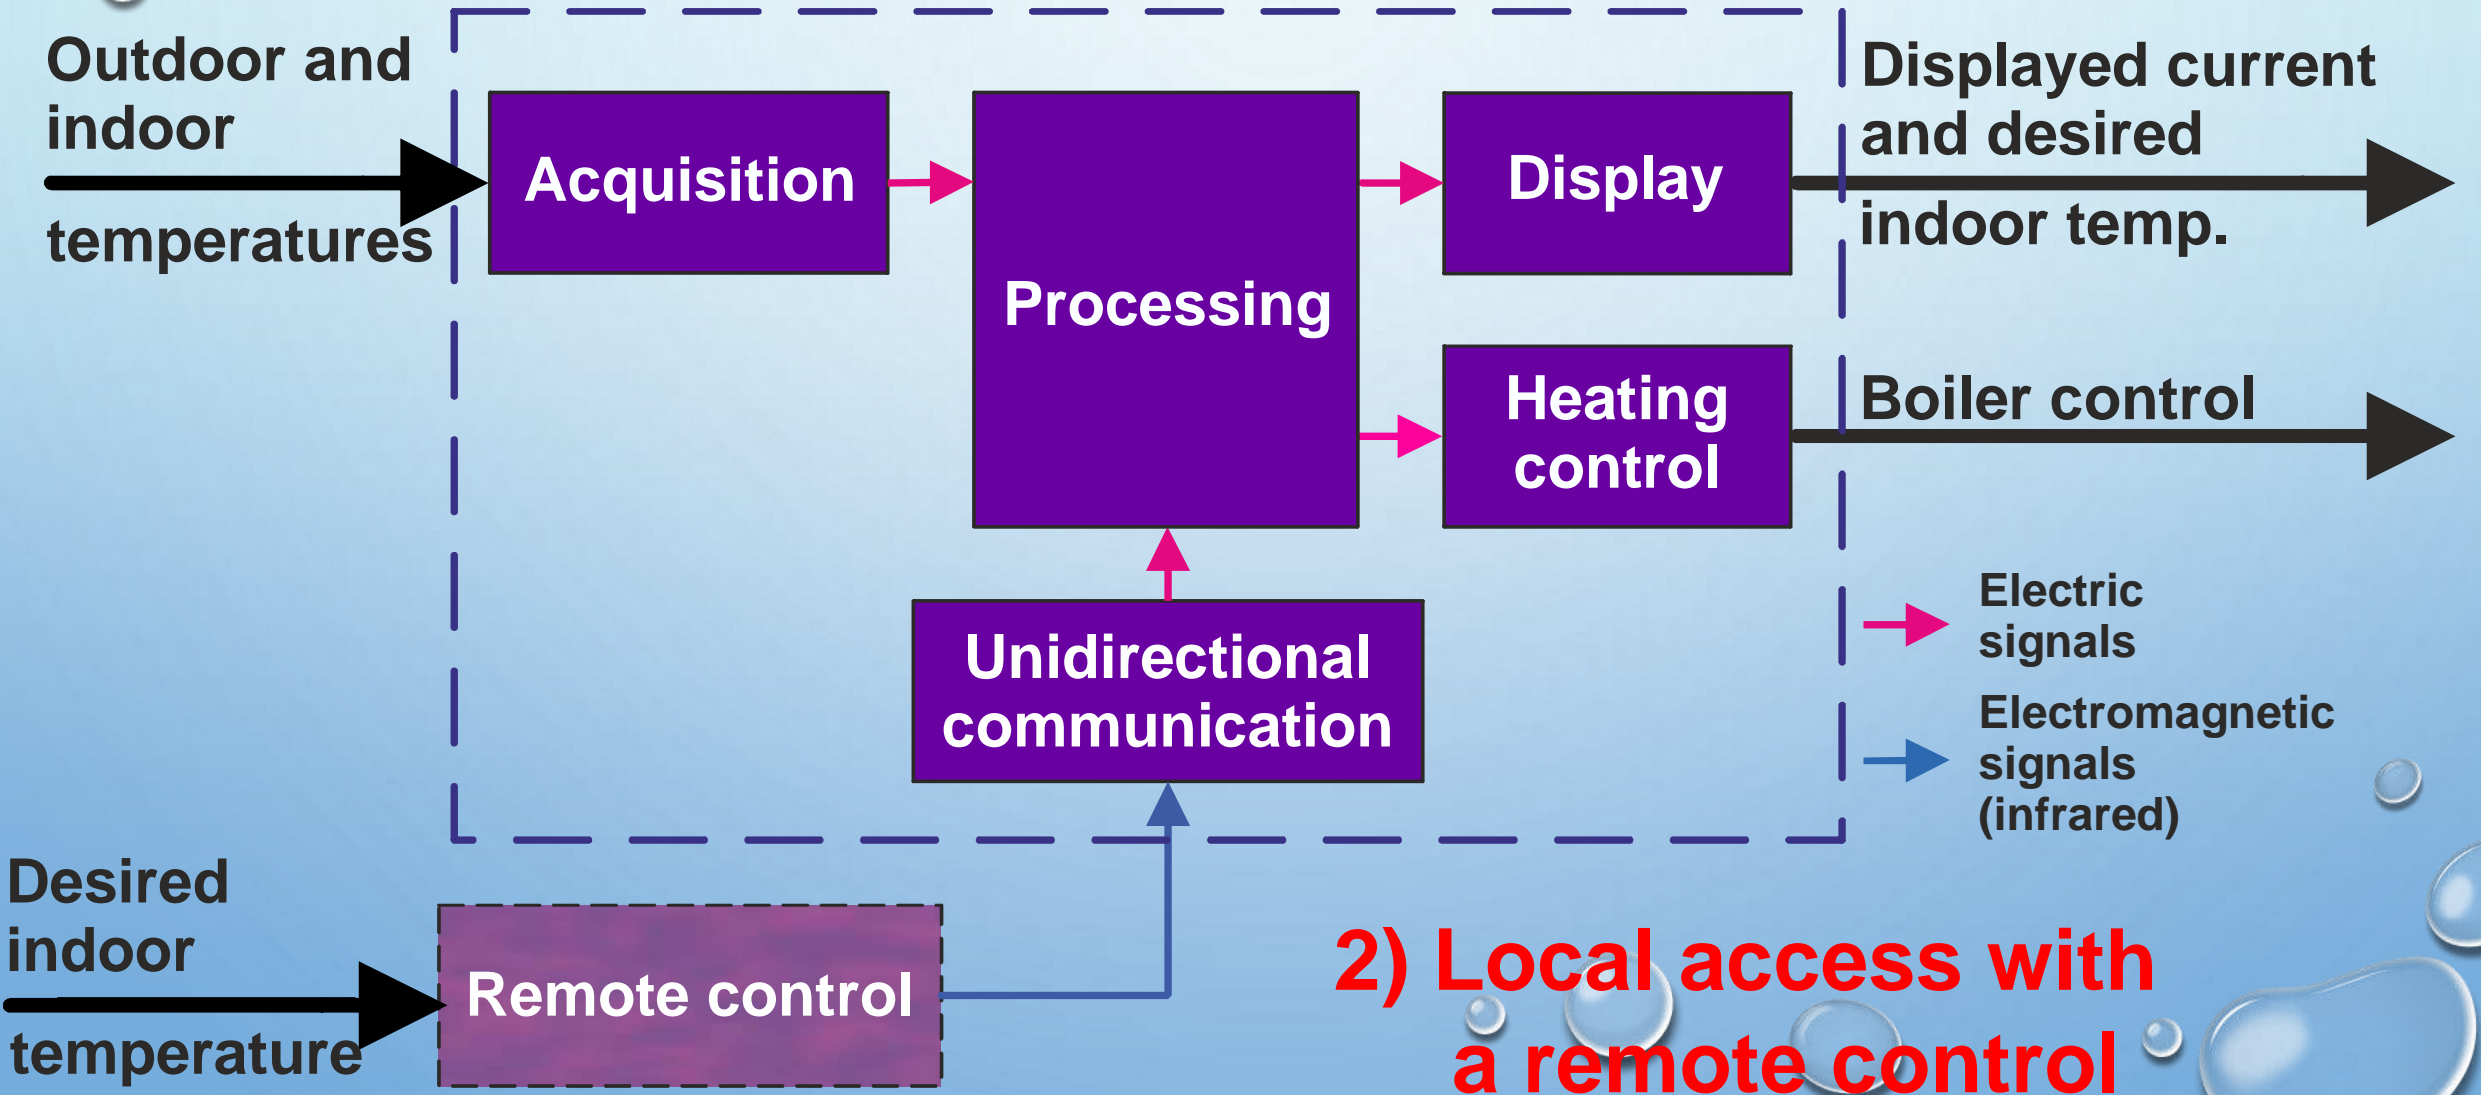 Outdoor and
indoor
temperatures
Acquisition
Processing
Display
Displayed current
and desired
indoor temp.
Heating
control
Boiler control
Unidirectional
communication
Electric
signals
Electromagnetic
signals
(infrared)
Desired
indoor
temperature
Remote control
2) Local access with
a remote control